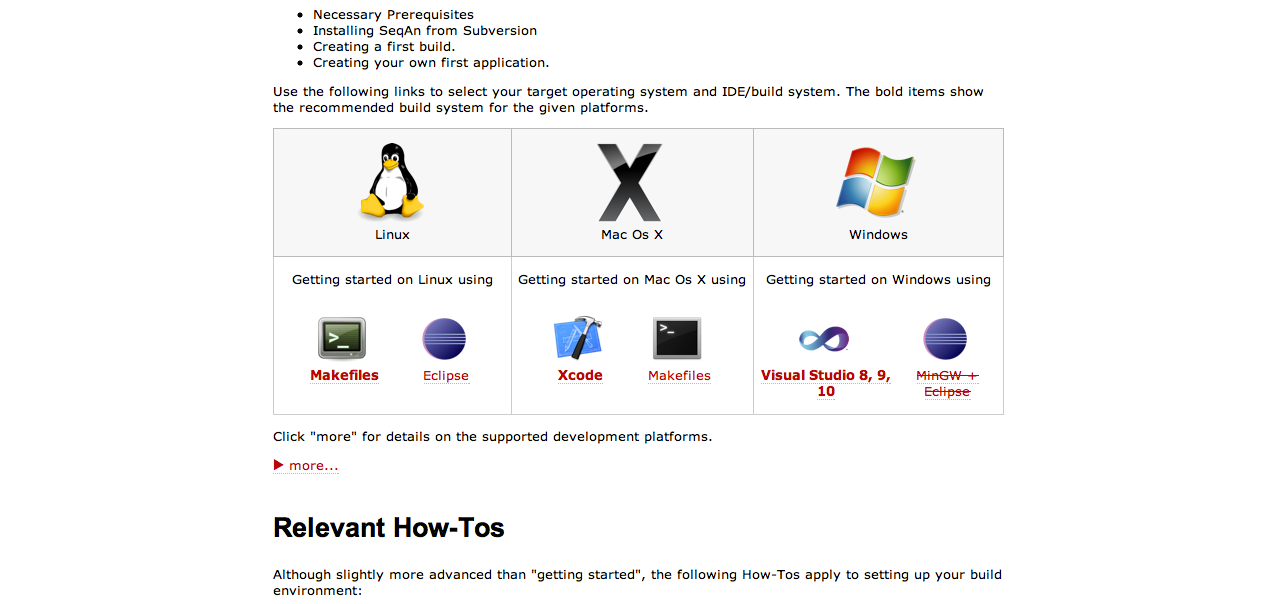 Necessary Prerequisites
Installing SeqAn from Subversion
Creating a first build.
Creating your own first application.
Use the following links to select your target operating system and IDE/build system. The bold items show
the recommended build system for the given platforms.
Linux
Mac Os X
Windows
Getting started on Linux using
Getting started on Mac Os X using
Getting started on Windows using
Makefiles
Eclipse
Xcode
Makefiles
Visual Studio 8, 9,
10
MinGW +
Eclipse
Click "more" for details on the supported development platforms.
more...
Relevant How-Tos
Although slightly more advanced than "getting started", the following How-Tos apply to setting up your build
environment: